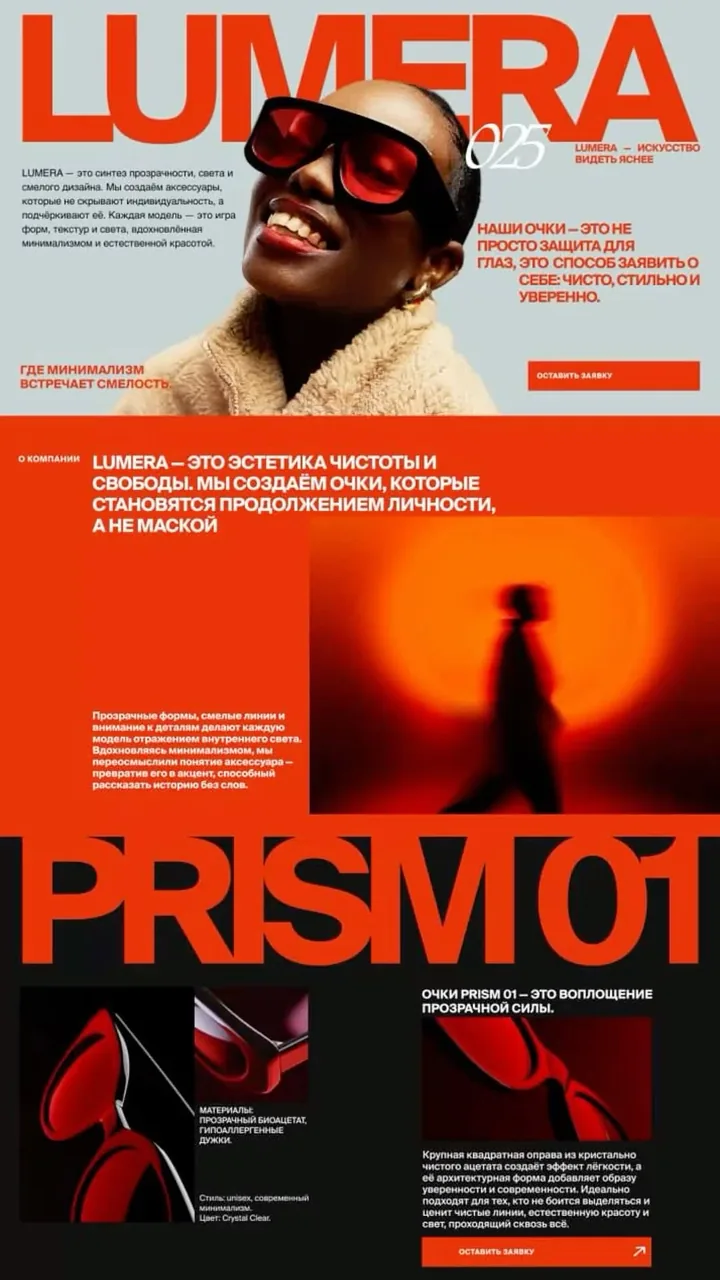 LUMERA
025
LUMERA — ИСКУССТВО
ВИДЕТЬ ЯСНЕЕ
LUMERA — это синтез прозрачности, света и
смелого дизайна. Мы создаём аксессуары,
которые не скрывают индивидуальность, а
подчёркивают её. Каждая модель — это игра
форм, текстур и света, вдохновлённая
минимализмом и естественной красотой.
НАШИ ОЧКИ — ЭТО НЕ
ПРОСТО ЗАЩИТА ДЛЯ
ГЛАЗ, ЭТО СПОСОБ ЗАЯВИТЬ О
СЕБЕ: ЧИСТО, СТИЛЬНО И
УВЕРЕННО.
ГДЕ МИНИМАЛИЗМ
ВСТРЕЧАЕТ СМЕЛОСТЬ.
ОСТАВИТЬ ЗАЯВКУ
О КОМПАНИИ
LUMERA — ЭТО ЭСТЕТИКА ЧИСТОТЫ И
СВОБОДЫ. МЫ СОЗДАЁМ ОЧКИ, КОТОРЫЕ
СТАНОВЯТСЯ ПРОДОЛЖЕНИЕМ ЛИЧНОСТИ,
А НЕ МАСКОЙ
Прозрачные формы, смелые линии и
внимание к деталям делают каждую
модель отражением внутреннего света.
Вдохновляясь минимализмом, мы
переосмыслили понятие аксессуара —
превратив его в акцент, способный
рассказать историю без слов.
PRISM 01
МАТЕРИАЛЫ:
ПРОЗРАЧНЫЙ БИОАЦЕТАТ,
ГИПОАЛЛЕРГЕННЫЕ
ДУЖКИ.
Стиль: unisex, современный
минимализм.
Цвет: Crystal Clear.
ОЧКИ PRISM 01 — ЭТО ВОПЛОЩЕНИЕ
ПРОЗРАЧНОЙ СИЛЫ.
Крупная квадратная оправа из кристально
чистого ацетата создаёт эффект лёгкости, а
её архитектурная форма добавляет образу
уверенности и современности. Идеально
подходят для тех, кто не боится выделяться и
ценит чистые линии, естественную красоту и
свет, проходящий сквозь всё.
ОСТАВИТЬ ЗАЯВКУ